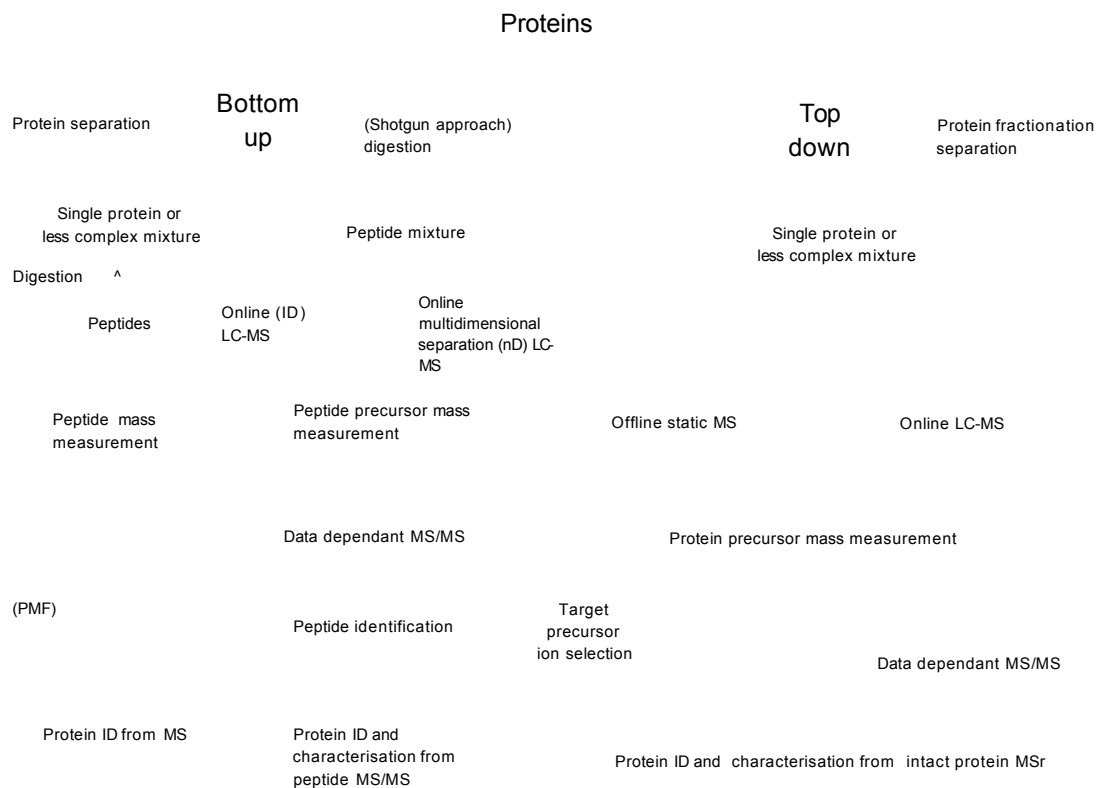 Proteins
Protein separation
Bottom
up
(Shotgun approach)
digestion
Top
down
Protein fractionation
separation
Single protein or
less complex mixture
Peptide mixture
Single protein or
less complex mixture
Digestion ^
Peptides
Online (ID)
LC-MS
Online
multidimensional
separation (nD) LC-
MS
Peptide mass
measurement
Peptide precursor mass
measurement
Offline static MS
Online LC-MS
Data dependant MS/MS
Protein precursor mass measurement
(PMF)
Peptide identification
Target
precursor
ion selection
Data dependant MS/MS
Protein ID from MS
Protein ID and
characterisation from
peptide MS/MS
Protein ID and characterisation from intact protein MSr